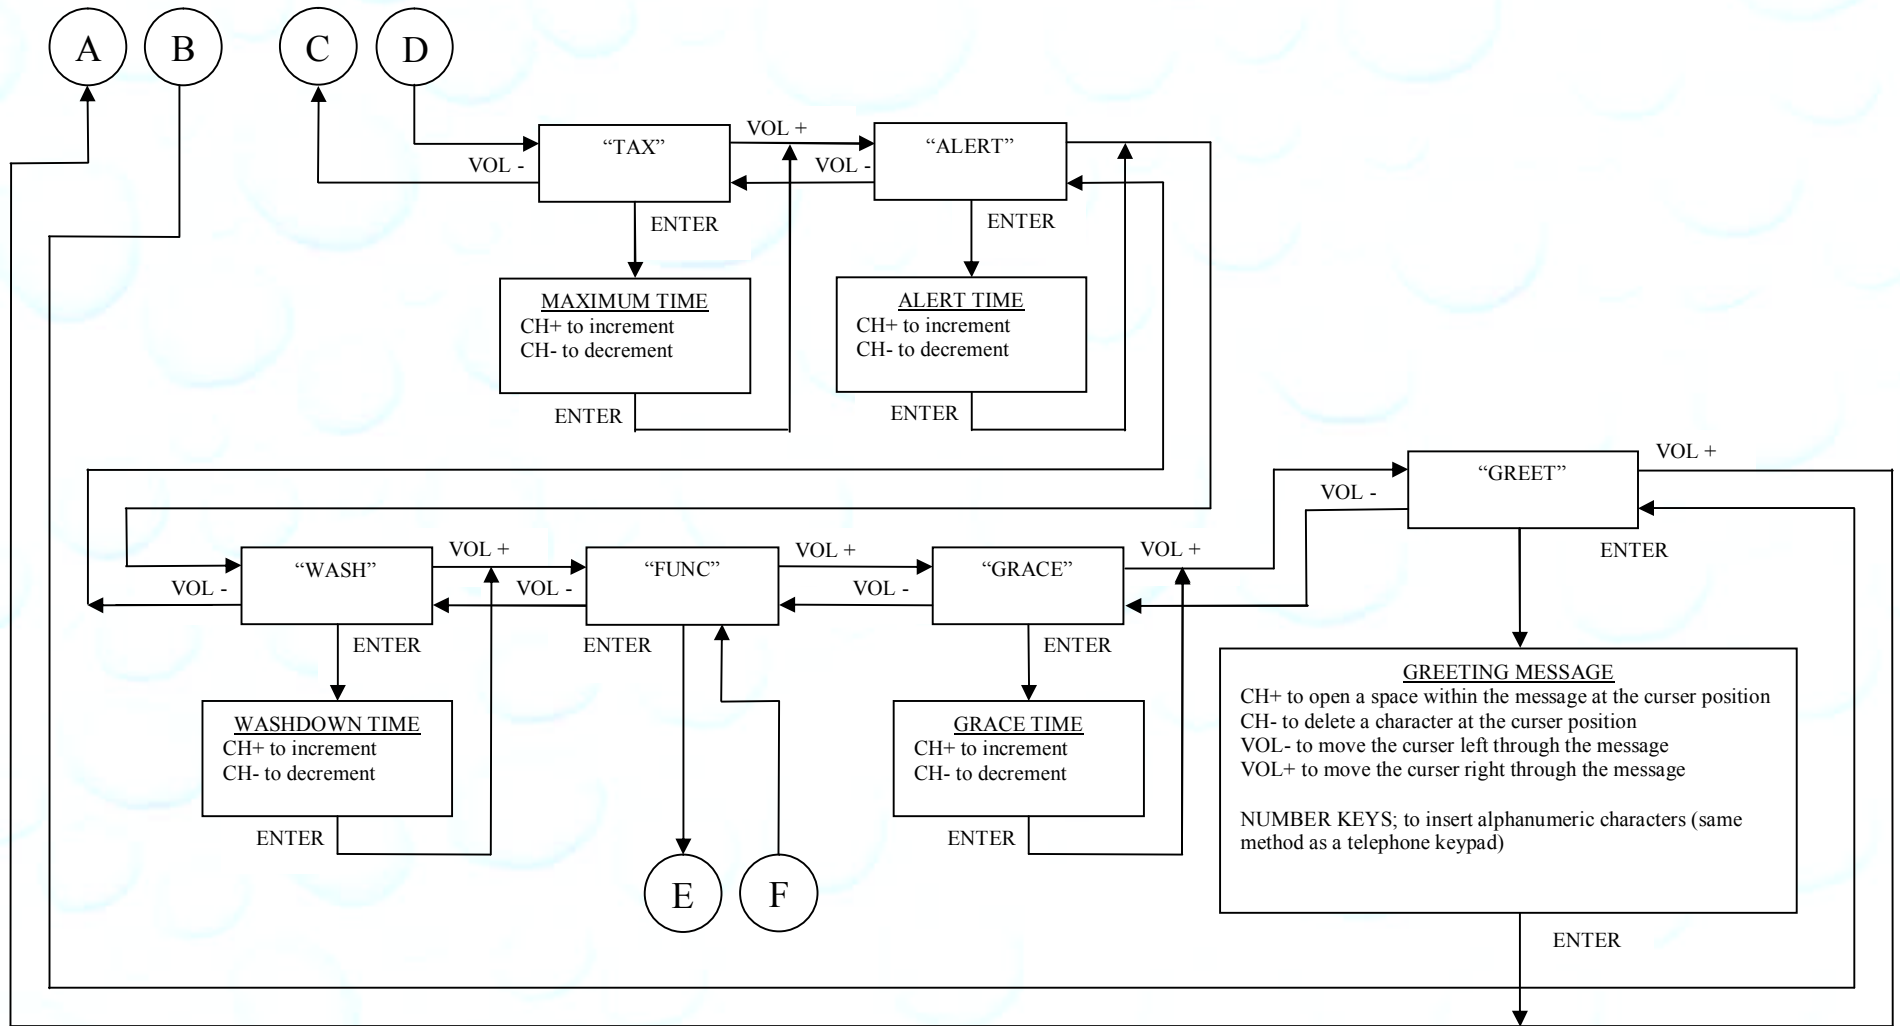 A
B
C
D
“TAX”
VOL +
“ALERT”
VOL -
VOL -
ENTER
ENTER
MAXIMUM TIME
CH+ to increment
CH- to decrement
ALERT TIME
CH+ to increment
CH- to decrement
ENTER
ENTER
“GREET”
VOL +
VOL -
ENTER
“WASH”
VOL +
“FUNC”
VOL +
“GRACE”
VOL +
VOL -
VOL -
VOL -
ENTER
ENTER
ENTER
WASHDOWN TIME
CH+ to increment
CH- to decrement
GRACE TIME
CH+ to increment
CH- to decrement
GREETING MESSAGE
CH+ to open a space within the message at the curser position
CH- to delete a character at the curser position
VOL- to move the curser left through the message
VOL+ to move the curser right through the message
NUMBER KEYS; to insert alphanumeric characters (same
method as a telephone keypad)
ENTER
ENTER
E
F
ENTER